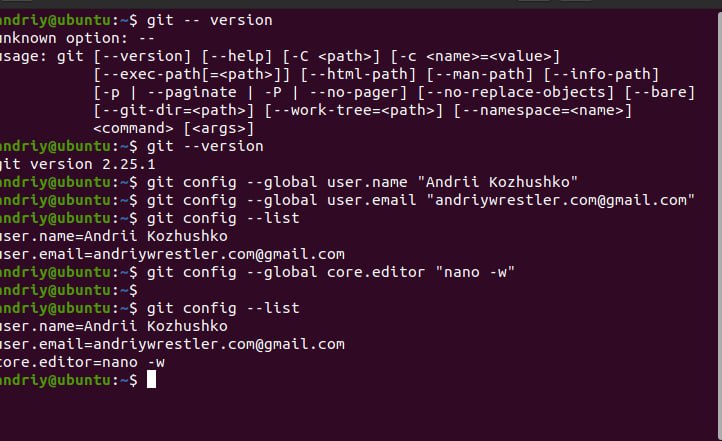 andriy@ubuntu:~$ git -- version
unknown option: --
usage: git [--version] [--help] [-C <path>] [-c <name>=<value>]
           [--exec-path[=<path>]] [--html-path] [--man-path] [--info-path]
           [-p | --paginate | -P | --no-pager] [--no-replace-objects] [--bare]
           [--git-dir=<path>] [--work-tree=<path>] [--namespace=<name>]
           <command> [<args>]
andriy@ubuntu:~$ git --version
git version 2.25.1
andriy@ubuntu:~$ git config --global user.name "Andrii Kozhushko"
andriy@ubuntu:~$ git config --global user.email "andriywrestler.com@gmail.com"
andriy@ubuntu:~$ git config --list
user.name=Andrii Kozhushko
user.email=andriywrestler.com@gmail.com
andriy@ubuntu:~$ git config --global core.editor "nano -w"
andriy@ubuntu:~$
andriy@ubuntu:~$ git config --list
user.name=Andrii Kozhushko
user.email=andriywrestler.com@gmail.com
core.editor=nano -w
andriy@ubuntu:~$